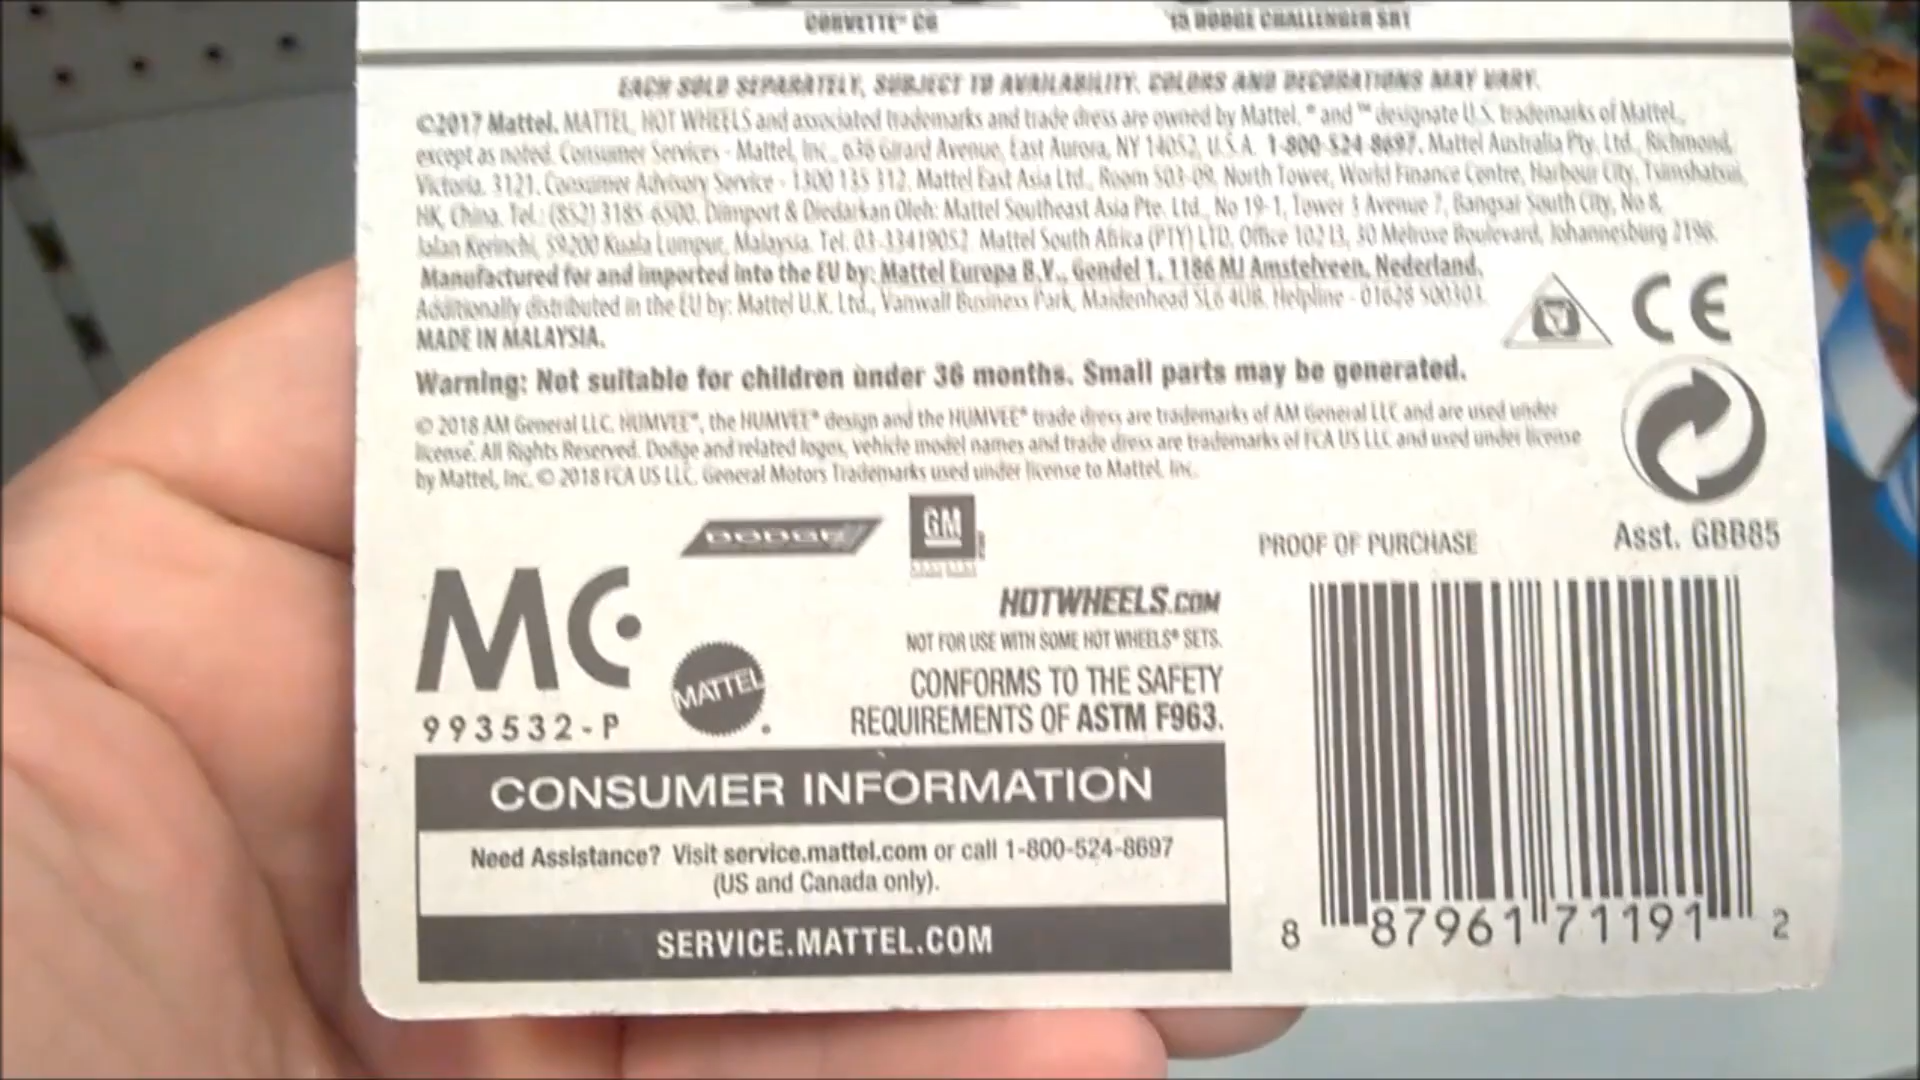 CORVETTE™ C6
'15 DODGE CHALLENGER SRT
EACH SOLD SEPARATELY, SUBJECT TO AVAILABILITY. COLORS AND DECORATIONS MAY VARY.
©2017 Mattel. MATTEL, HOT WHEELS and associated trademarks and trade dress are owned by Mattel. ® and ™ designate U.S. trademarks of Mattel,
except as noted. Consumer Services - Mattel, Inc., 636 Girard Avenue, East Aurora, NY 14052, U.S.A. 1-800-524-8697. Mattel Australia Pty. Ltd., Richmond,
Victoria. 3121. Consumer Advisory Service - 1300 135 312. Mattel East Asia Ltd., Room 503-09, North Tower, World Finance Centre, Harbour City, Tsimshatsui,
HK, China. Tel.: (852) 3185-6500. Diimport & Diedarkan Oleh: Mattel Southeast Asia Pte. Ltd., No 19-1, Tower 3 Avenue 7, Bangsar South City, No 8,
Jalan Kerinchi, 59200 Kuala Lumpur, Malaysia. Tel. 03-33419052. Mattel South Africa (PTY) LTD, Office 102 I3, 30 Melrose Boulevard, Johannesburg 2196.
Manufactured for and imported into the EU by: Mattel Europa B.V., Gondel 1, 1186 MJ Amstelveen, Nederland.
Additionally distributed in the EU by: Mattel U.K. Ltd., Vanwall Business Park, Maidenhead SL6 4UB. Helpline - 01628 500303.
MADE IN MALAYSIA.
CE
Warning: Not suitable for children under 36 months. Small parts may be generated.
© 2018 AM General LLC. HUMVEE®, the HUMVEE® design and the HUMVEE® trade dress are trademarks of AM General LLC and are used under
license. All Rights Reserved. Dodge and related logos, vehicle model names and trade dress are trademarks of FCA US LLC and used under license
by Mattel, Inc. © 2018 FCA US LLC. General Motors Trademarks used under license to Mattel, Inc.
DODGE
GM
PROOF OF PURCHASE
Asst. GBB85
MC
993532-P
MATTEL
HOTWHEELS.COM
NOT FOR USE WITH SOME HOT WHEELS® SETS.
CONFORMS TO THE SAFETY
REQUIREMENTS OF ASTM F963.
CONSUMER INFORMATION
Need Assistance? Visit service.mattel.com or call 1-800-524-8697
(US and Canada only).
SERVICE.MATTEL.COM
8 87961 71191 2